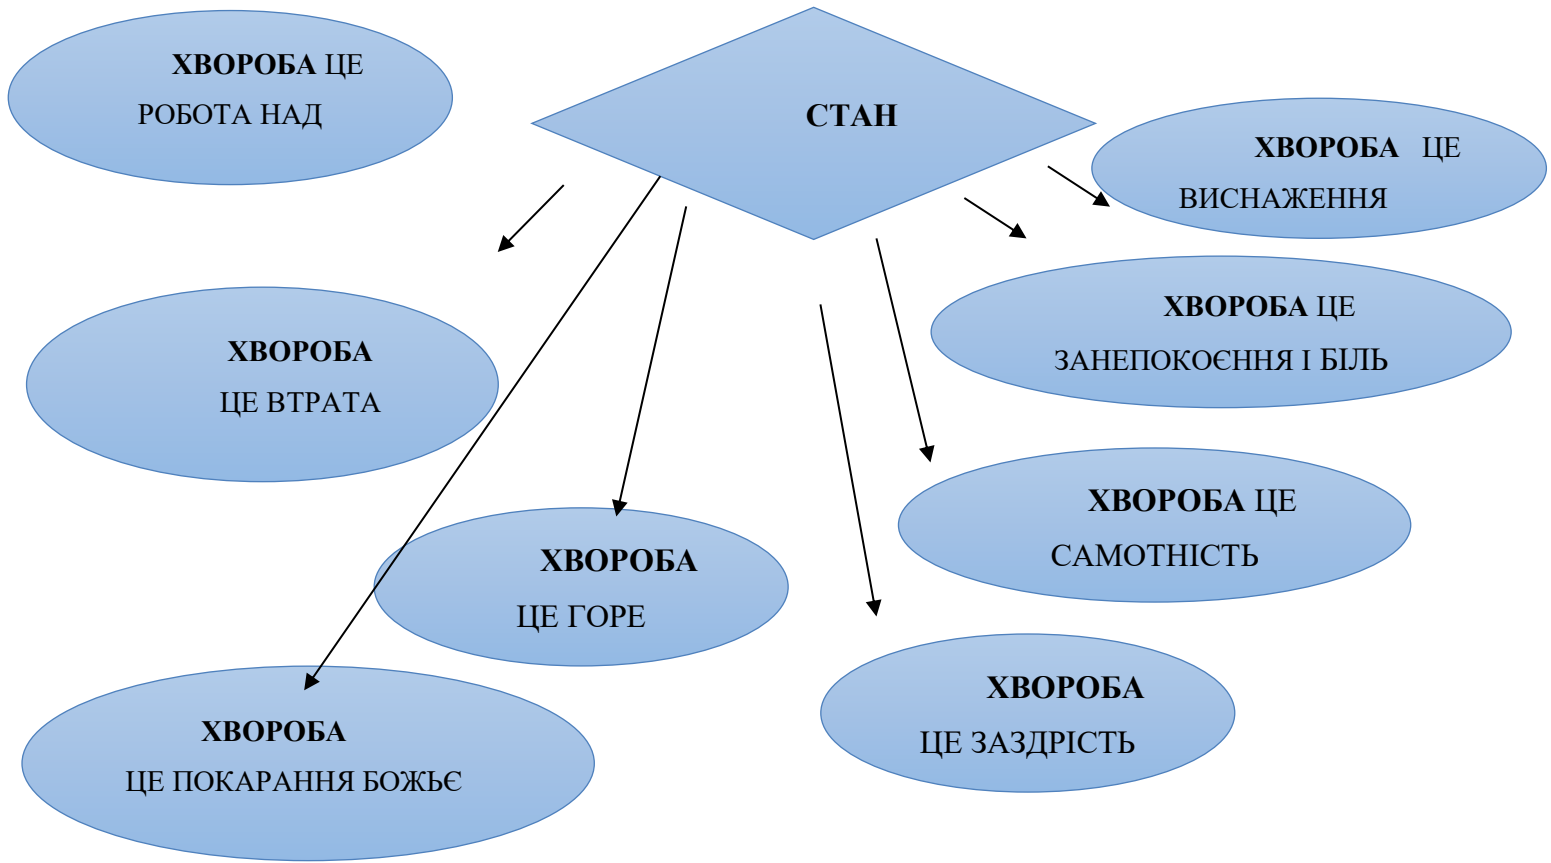 ХВОРОБА ЦЕ
РОБОТА НАД
СТАН
ХВОРОБА ЦЕ
ВИСНАЖЕННЯ
ХВОРОБА ЦЕ
ЗАНЕПОКОЄННЯ І БІЛЬ
ХВОРОБА
ЦЕ ВТРАТА
ХВОРОБА ЦЕ
САМОТНІСТЬ
ХВОРОБА
ЦЕ ГОРЕ
ХВОРОБА
ЦЕ ЗАЗДРІСТЬ
ХВОРОБА
ЦЕ ПОКАРАННЯ БОЖЬЄ